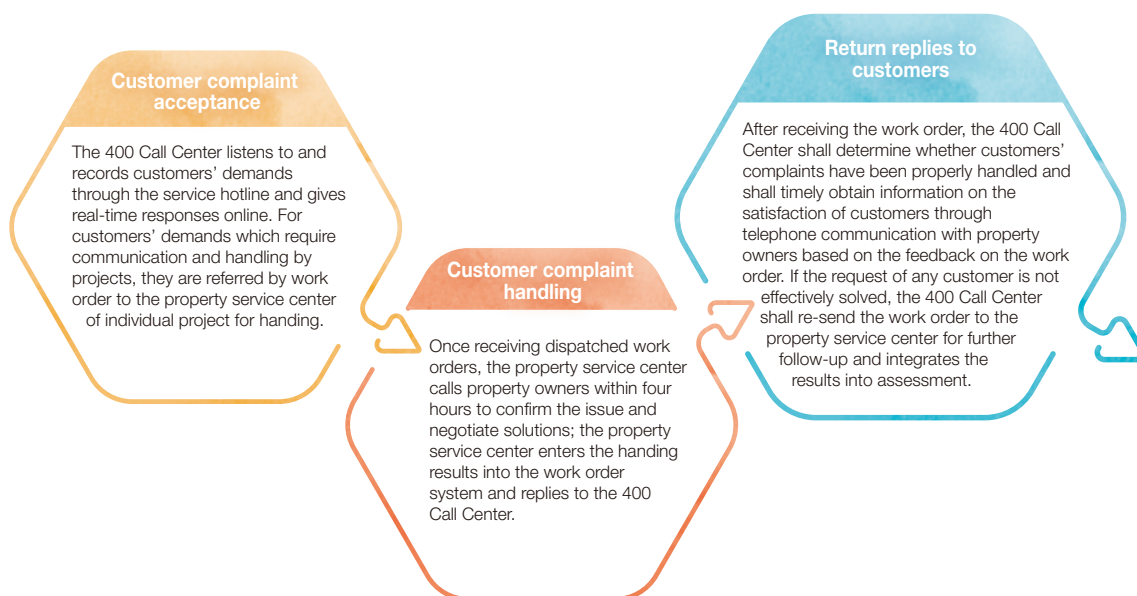 Customer complaint
acceptance
The 400 Call Center listens to and
records customers’ demands
through the service hotline and gives
real-time responses online. For
customers’ demands which require
communication and handling by
projects, they are referred by work
order to the property service center
of individual project for handing.
Customer complaint
handling
Once receiving dispatched work
orders, the property service center
calls property owners within four
hours to confirm the issue and
negotiate solutions; the property
service center enters the handing
results into the work order
system and replies to the 400
Call Center.
Return replies to
customers
After receiving the work order, the 400 Call
Center shall determine whether customers’
complaints have been properly handled and
shall timely obtain information on the
satisfaction of customers through
telephone communication with property
owners based on the feedback on the work
order. If the request of any customer is not
effectively solved, the 400 Call Center
shall re-send the work order to the
property service center for further
follow-up and integrates the
results into assessment.